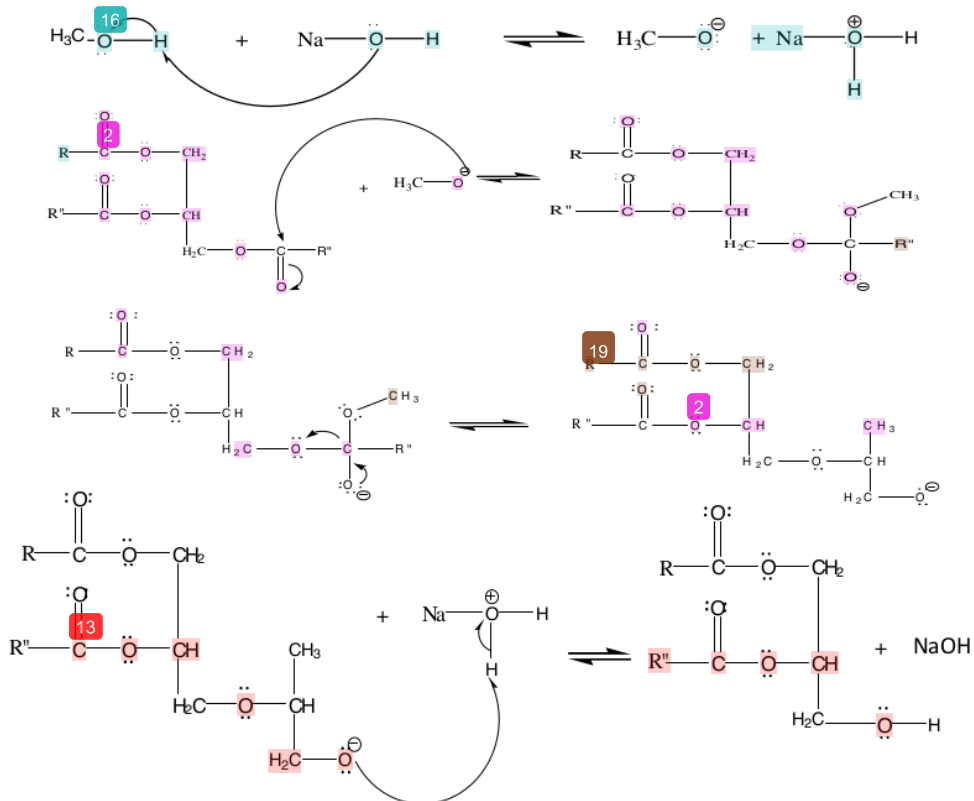 16
H₃C O H + Na O H H₃C O ⊖ + Na O ⊕ H
H
O O
2
R C O CH₂ R C O CH₂
O O
R" C O CH + H₃C O ⊖ R" C O CH O CH₃
H₂C O C R" H₂C O C R"
O O ⊖
O O
R C O CH₂ 19 R C O CH₂
O O 2
R" C O CH O CH₃ R" C O CH CH₃
H₂C O C R" H₂C O CH
O ⊖ H₂C O ⊖
O O
R C O CH₂ R C O CH₂
O + Na O ⊕ H O
13
R" C O CH CH₃ H R" C O CH + NaOH
H₂C O CH H₂C O H
H₂C O ⊖